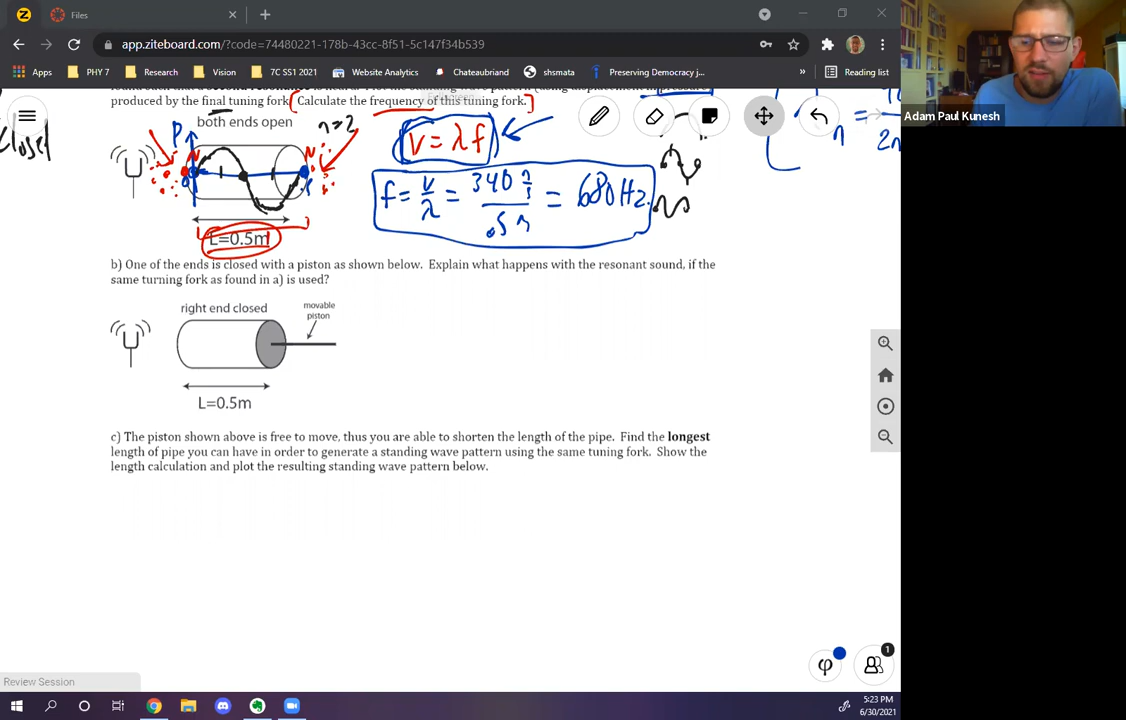 Files
app.ziteboard.com/?code=74480221-178b-43cc-8f51-5c147f34b539
Apps PHY 7 Research Vision 7C SS1 2021 Website Analytics Chateaubriand shsmata Preserving Democracy j... » Reading list
produced by the final tuning fork. [Calculate the frequency of this tuning fork.]
Adam Paul Kunesh
both ends open
n=2
closed
P
v = λf
n =
2n
f = v/λ = 340 m/s / .5m = 680 Hz.
L=0.5m
b) One of the ends is closed with a piston as shown below. Explain what happens with the resonant sound, if the
same turning fork as found in a) is used?
right end closed
movable
piston
L=0.5m
c) The piston shown above is free to move, thus you are able to shorten the length of the pipe. Find the longest
length of pipe you can have in order to generate a standing wave pattern using the same tuning fork. Show the
length calculation and plot the resulting standing wave pattern below.
1
φ
Review Session
5:23 PM
6/30/2021